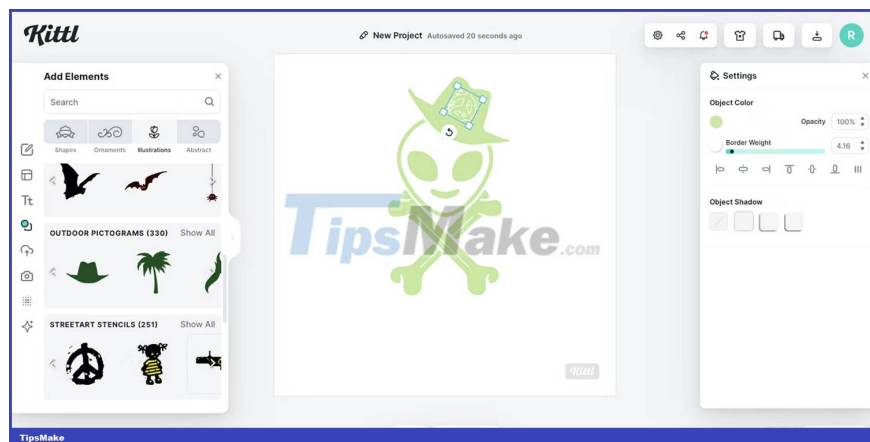 Kittl
New Project Autosaved 20 seconds ago
R
Add Elements
Search
Shapes Ornaments Illustrations Abstract
OUTDOOR PICTOGRAMS (330) Show All
STREETART STENCILS (251) Show All
Tt
TipsMake.com
Kittl
Settings
Object Color
Opacity 100%
Border Weight
4.16
Object Shadow
TipsMake